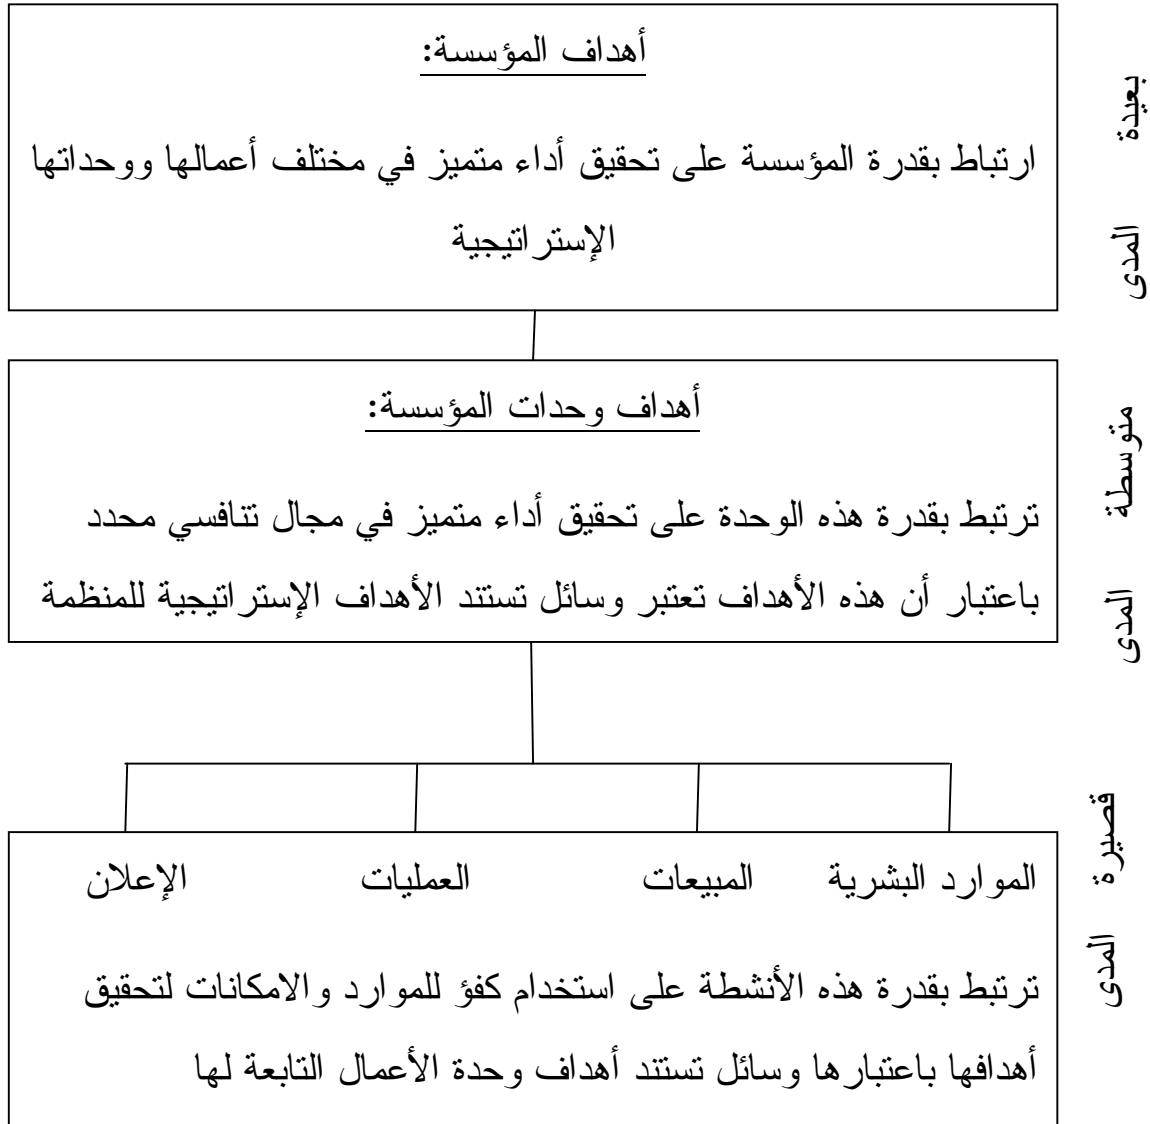 أهداف المؤسسة:
ارتباط بقدرة المؤسسة على تحقيق أداء متميز في مختلف أعمالها ووحداتها
الإستراتيجية
بعيدة المدى
أهداف وحدات المؤسسة:
ترتبط بقدرة هذه الوحدة على تحقيق أداء متميز في مجال تنافسي محدد
باعتبار أن هذه الأهداف تعتبر وسائل تستند الأهداف الإستراتيجية للمنظمة
متوسطة المدى
الموارد البشرية المبيعات العمليات الإعلان
ترتبط بقدرة هذه الأنشطة على استخدام كفؤ للموارد والامكانات لتحقيق
أهدافها باعتبارها وسائل تستند أهداف وحدة الأعمال التابعة لها
قصيرة المدى